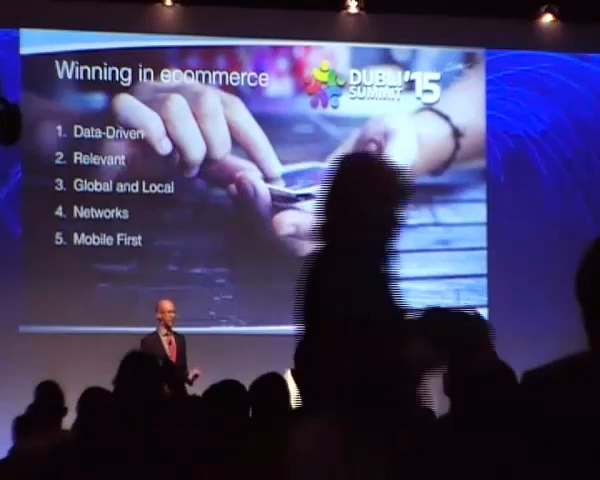 Winning in ecommerce
DUBLI '15
SUMMIT
1. Data-Driven
2. Relevant
3. Global and Local
4. Networks
5. Mobile First